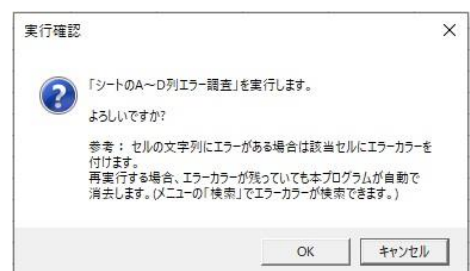 実行確認
「シートのA～D列エラー調査」を実行します。
よろしいですか?
参考： セルの文字列にエラーがある場合は該当セルにエラーカラーを
付けます。
再実行する場合、エラーカラーが残っていても本プログラムが自動で
消去します。(メニューの「検索」でエラーカラーが検索できます。)
OK
キャンセル